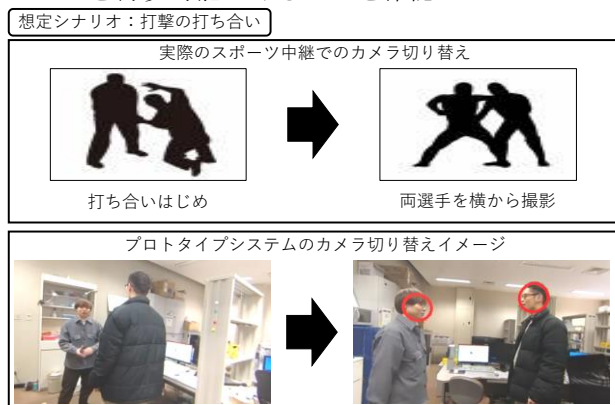 想定シナリオ：打撃の打ち合い
実際のスポーツ中継でのカメラ切り替え
打ち合いはじめ
両選手を横から撮影
プロトタイプシステムのカメラ切り替えイメージ